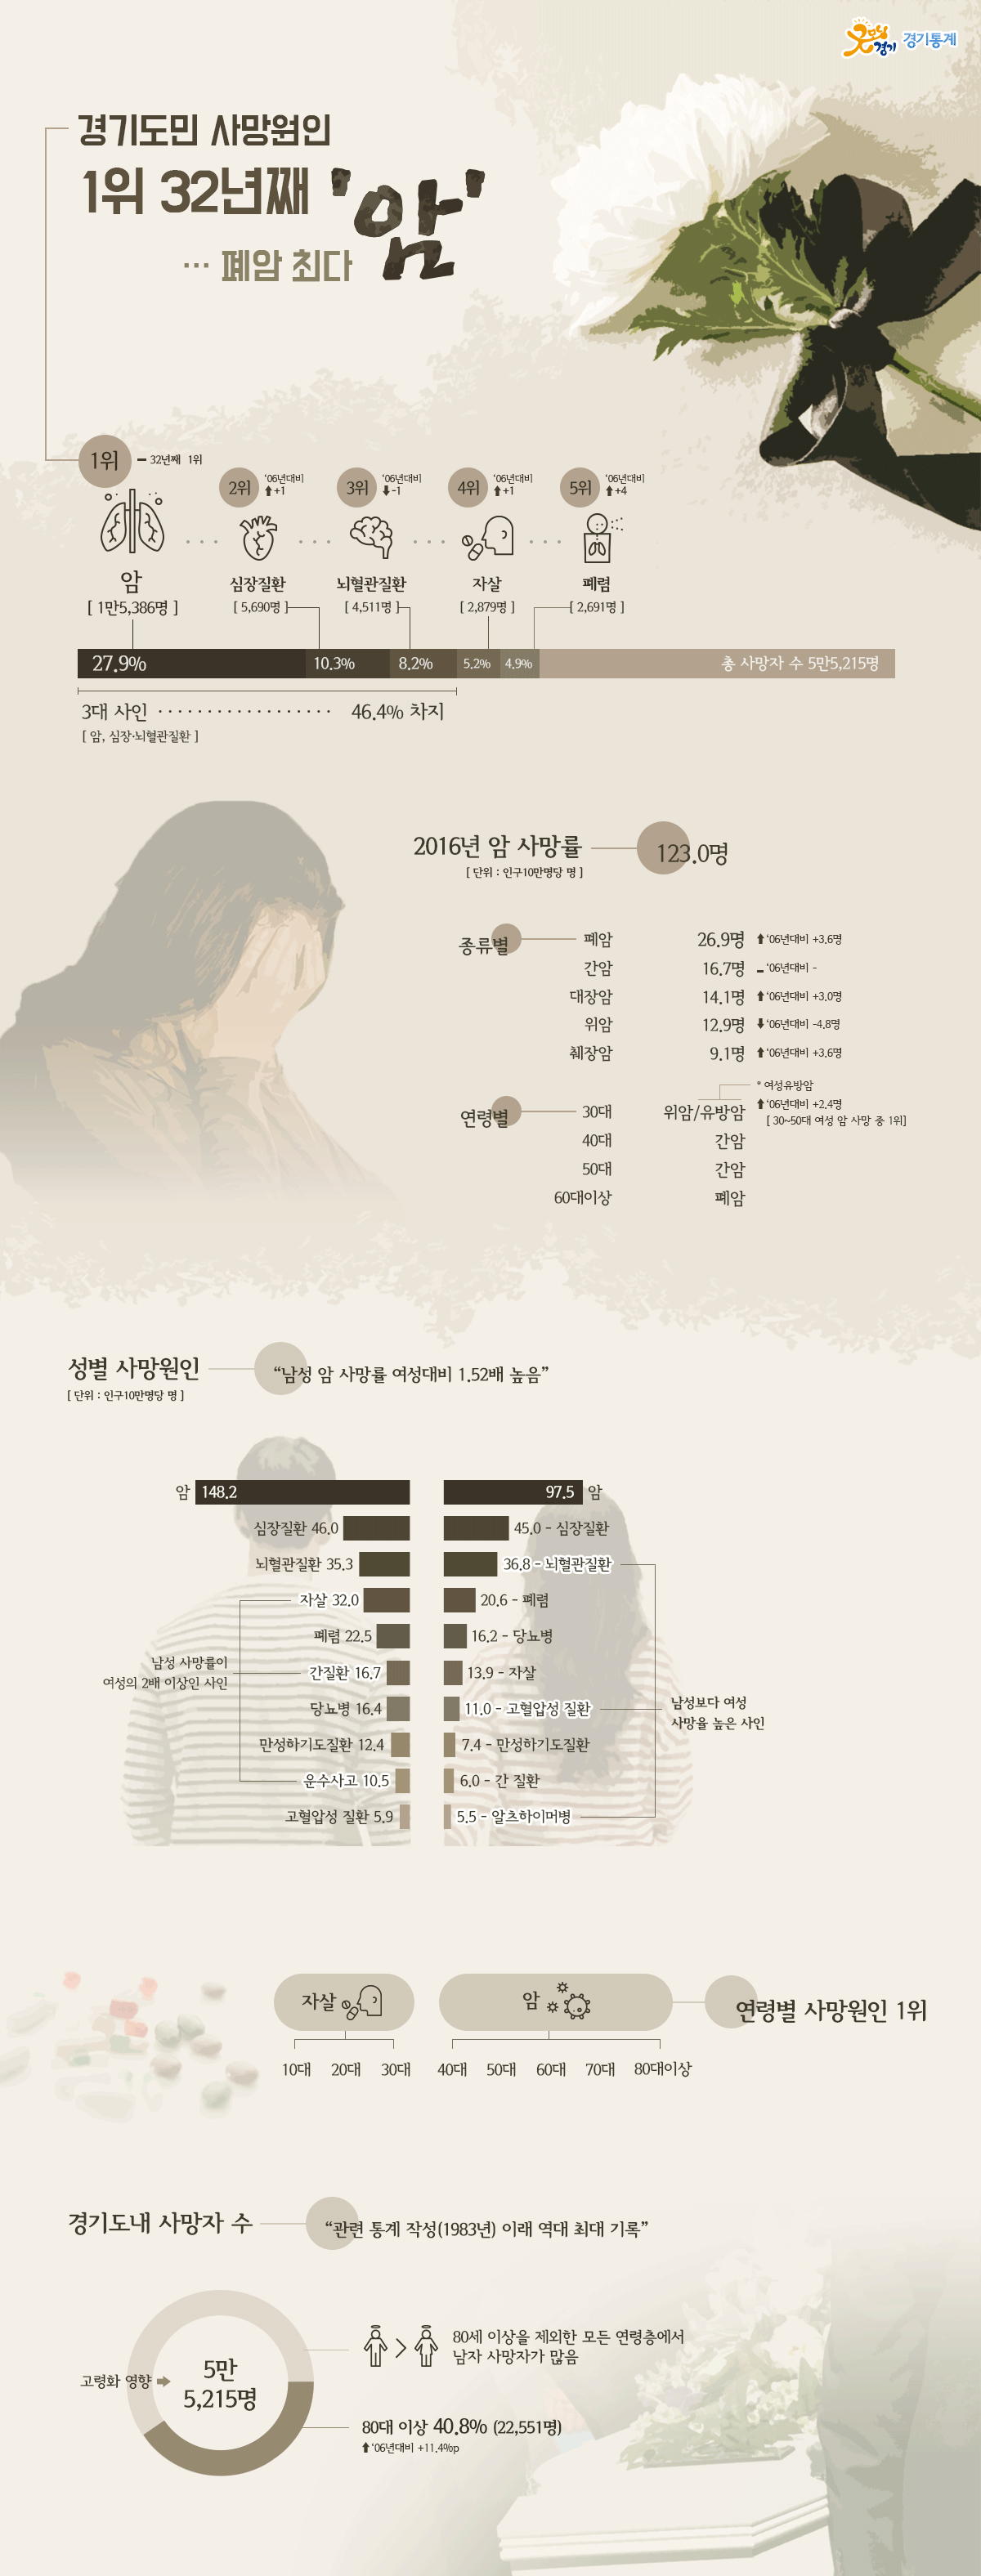 굿모닝 경기 경기통계
경기도민 사망원인
1위 32년째 '암'
··· 폐암 최다
1위 - 32년째 1위
2위 '06년대비 +1
3위 '06년대비 -1
4위 '06년대비 +1
5위 '06년대비 +4
암 심장질환 뇌혈관질환 자살 폐렴
[ 1만5,386명 ] [ 5,690명 ] [ 4,511명 ] [ 2,879명 ] [ 2,691명 ]
27.9% 10.3% 8.2% 5.2% 4.9% 총 사망자 수 5만5,215명
3대 사인 ·················· 46.4% 차지
[ 암, 심장·뇌혈관질환 ]
2016년 암 사망률 123.0명
[ 단위 : 인구10만명당 명 ]
종류별 폐암 26.9명 '06년대비 +3.6명
간암 16.7명 '06년대비 -
대장암 14.1명 '06년대비 +3.0명
위암 12.9명 '06년대비 -4.8명
췌장암 9.1명 '06년대비 +3.6명
* 여성유방암
연령별 30대 위암/유방암 '06년대비 +2.4명
[ 30~50대 여성 암 사망 중 1위]
40대 간암
50대 간암
60대이상 폐암
성별 사망원인 “남성 암 사망률 여성대비 1.52배 높음”
[ 단위 : 인구10만명당 명 ]
암 148.2 97.5 암
심장질환 46.0 45.0 - 심장질환
뇌혈관질환 35.3 36.8 - 뇌혈관질환
자살 32.0 20.6 - 폐렴
폐렴 22.5 16.2 - 당뇨병
남성 사망률이
여성의 2배 이상인 사인
간질환 16.7 13.9 - 자살
당뇨병 16.4 11.0 - 고혈압성 질환
남성보다 여성
사망율 높은 사인
만성하기도질환 12.4 7.4 - 만성하기도질환
운수사고 10.5 6.0 - 간 질환
고혈압성 질환 5.9 5.5 - 알츠하이머병
자살 암 연령별 사망원인 1위
10대 20대 30대 40대 50대 60대 70대 80대이상
경기도내 사망자 수 “관련 통계 작성(1983년) 이래 역대 최대 기록”
고령화 영향
5만
5,215명
80세 이상을 제외한 모든 연령층에서
남자 사망자가 많음
80대 이상 40.8% (22,551명)
'06년대비 +11.4%p